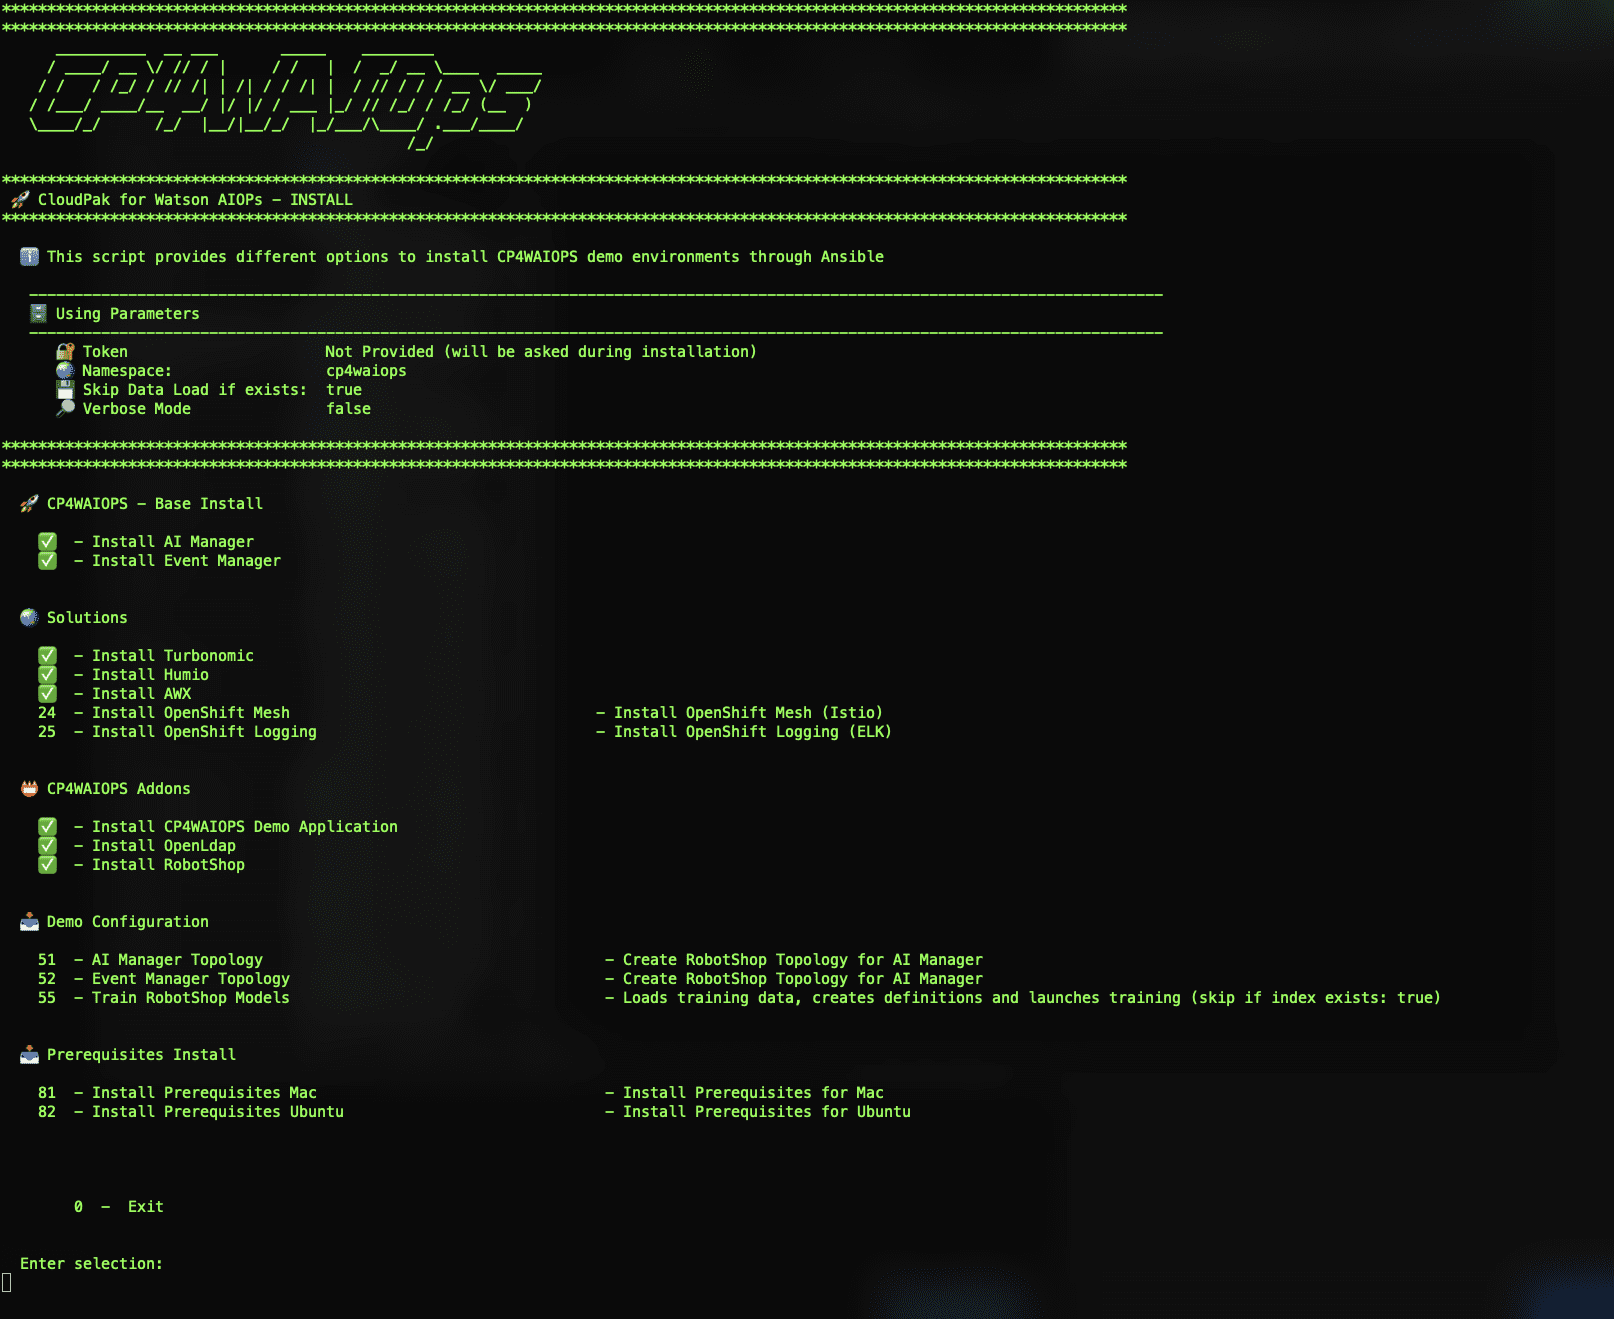 *****************************************************************************************************************************
*****************************************************************************************************************************
CP4WAIOps
*****************************************************************************************************************************
🚀 CloudPak for Watson AIOPs – INSTALL
*****************************************************************************************************************************
ℹ️ This script provides different options to install CP4WAIOPS demo environments through Ansible
Using Parameters
🔐 Token Not Provided (will be asked during installation)
🌏 Namespace: cp4waiops
💾 Skip Data Load if exists: true
🔎 Verbose Mode false
*****************************************************************************************************************************
*****************************************************************************************************************************
🚀 CP4WAIOPS – Base Install
✅ – Install AI Manager
✅ – Install Event Manager
🌏 Solutions
✅ – Install Turbonomic
✅ – Install Humio
✅ – Install AWX
24 – Install OpenShift Mesh – Install OpenShift Mesh (Istio)
25 – Install OpenShift Logging – Install OpenShift Logging (ELK)
📛 CP4WAIOPS Addons
✅ – Install CP4WAIOPS Demo Application
✅ – Install OpenLdap
✅ – Install RobotShop
📥 Demo Configuration
51 – AI Manager Topology – Create RobotShop Topology for AI Manager
52 – Event Manager Topology – Create RobotShop Topology for AI Manager
55 – Train RobotShop Models – Loads training data, creates definitions and launches training (skip if index exists: true)
📥 Prerequisites Install
81 – Install Prerequisites Mac – Install Prerequisites for Mac
82 – Install Prerequisites Ubuntu – Install Prerequisites for Ubuntu
0 – Exit
Enter selection: